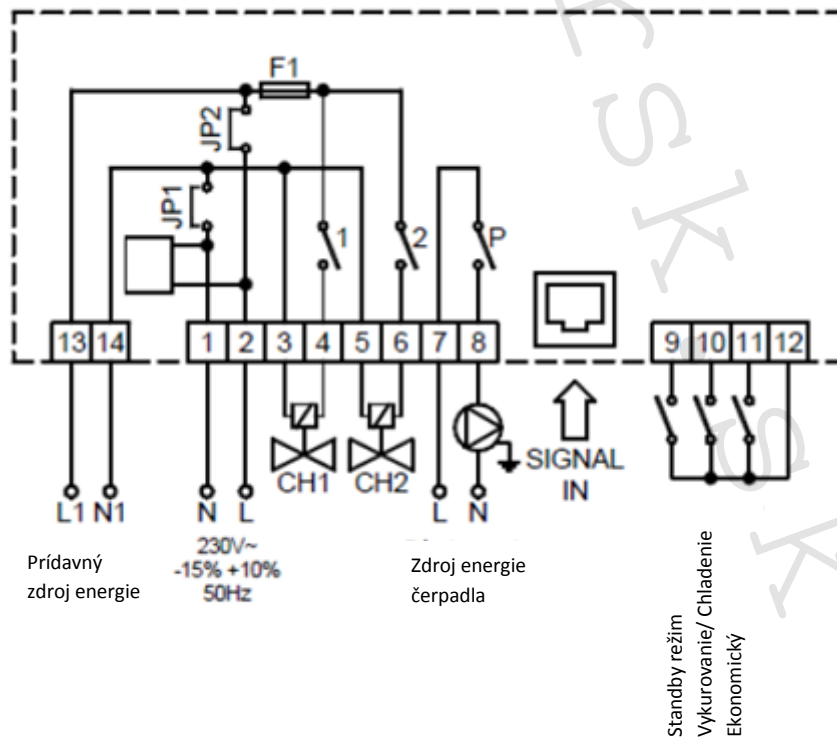 F1
JP2
JP1
1
2
P
13 14
1 2 3 4 5 6 7 8
9 10 11 12
CH1
CH2
SIGNAL
IN
L1 N1
N L
L N
230V~
-15% +10%
50Hz
Prídavný
zdroj energie
Zdroj energie
čerpadla
Standby režim
Vykurovanie/ Chladenie
Ekonomický